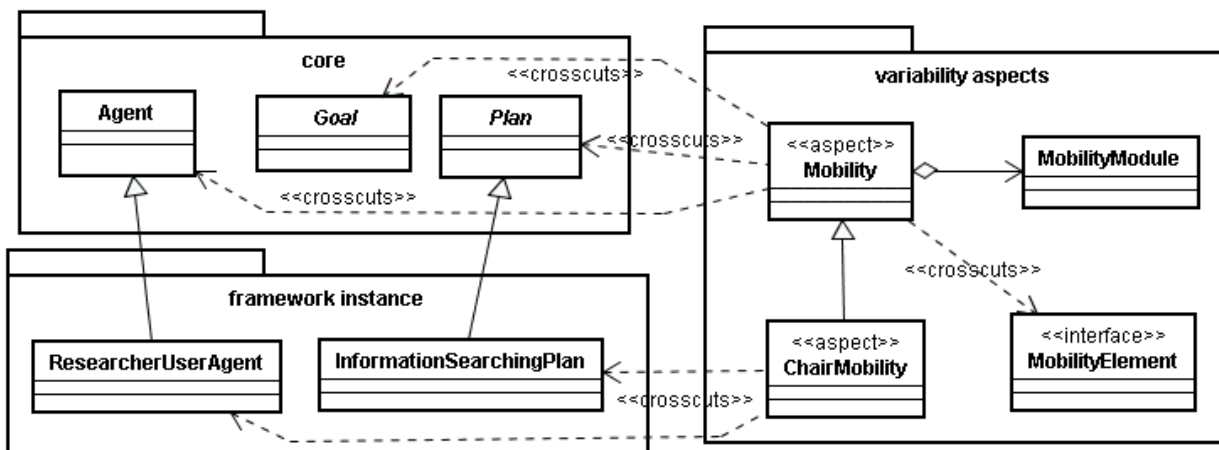 core
Agent
Goal
Plan
<<crosscuts>>
<<crosscuts>>
<<crosscuts>>
variability aspects
<<aspect>>
Mobility
MobilityModule
<<crosscuts>>
framework instance
ResearcherUserAgent
InformationSearchingPlan
<<crosscuts>>
<<aspect>>
ChairMobility
<<interface>>
MobilityElement